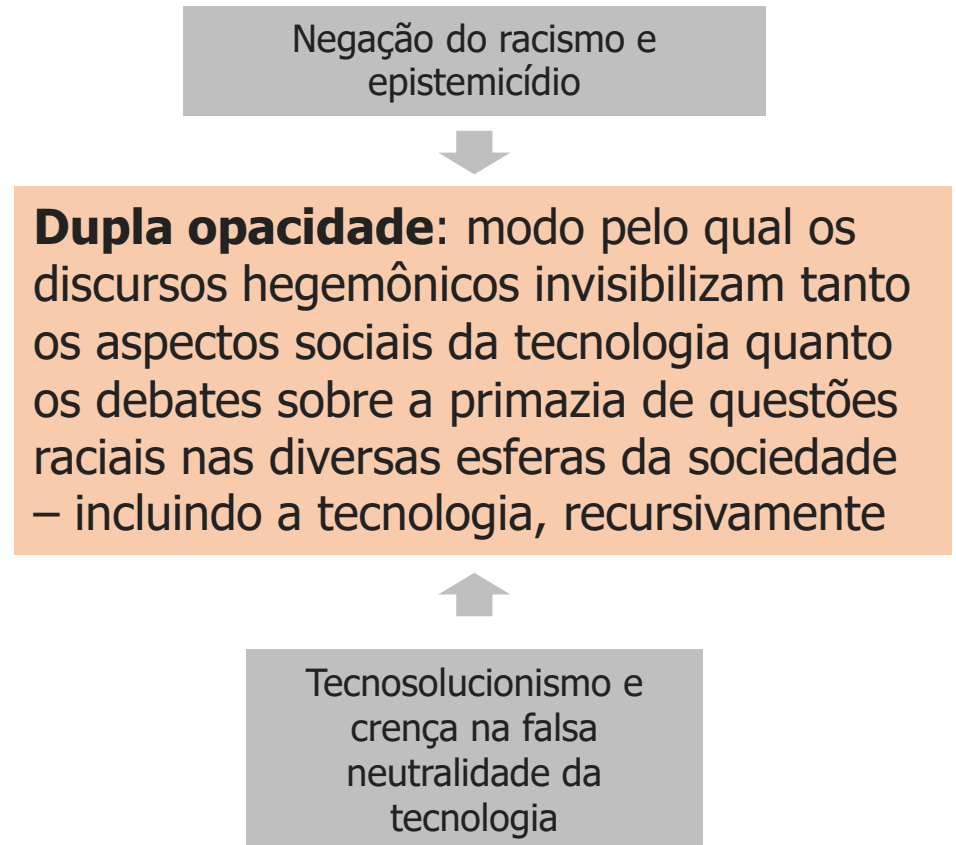 Negação do racismo e
epistemicídio
Dupla opacidade: modo pelo qual os
discursos hegemônicos invisibilizam tanto
os aspectos sociais da tecnologia quanto
os debates sobre a primazia de questões
raciais nas diversas esferas da sociedade
– incluindo a tecnologia, recursivamente
Tecnosolucionismo e
crença na falsa
neutralidade da
tecnologia